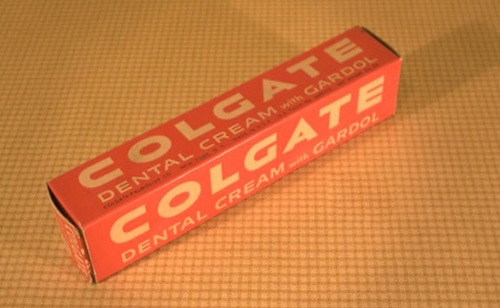 COLGATE
DENTAL CREAM with GARDOL
COLGATE
DENTAL CREAM with GARDOL